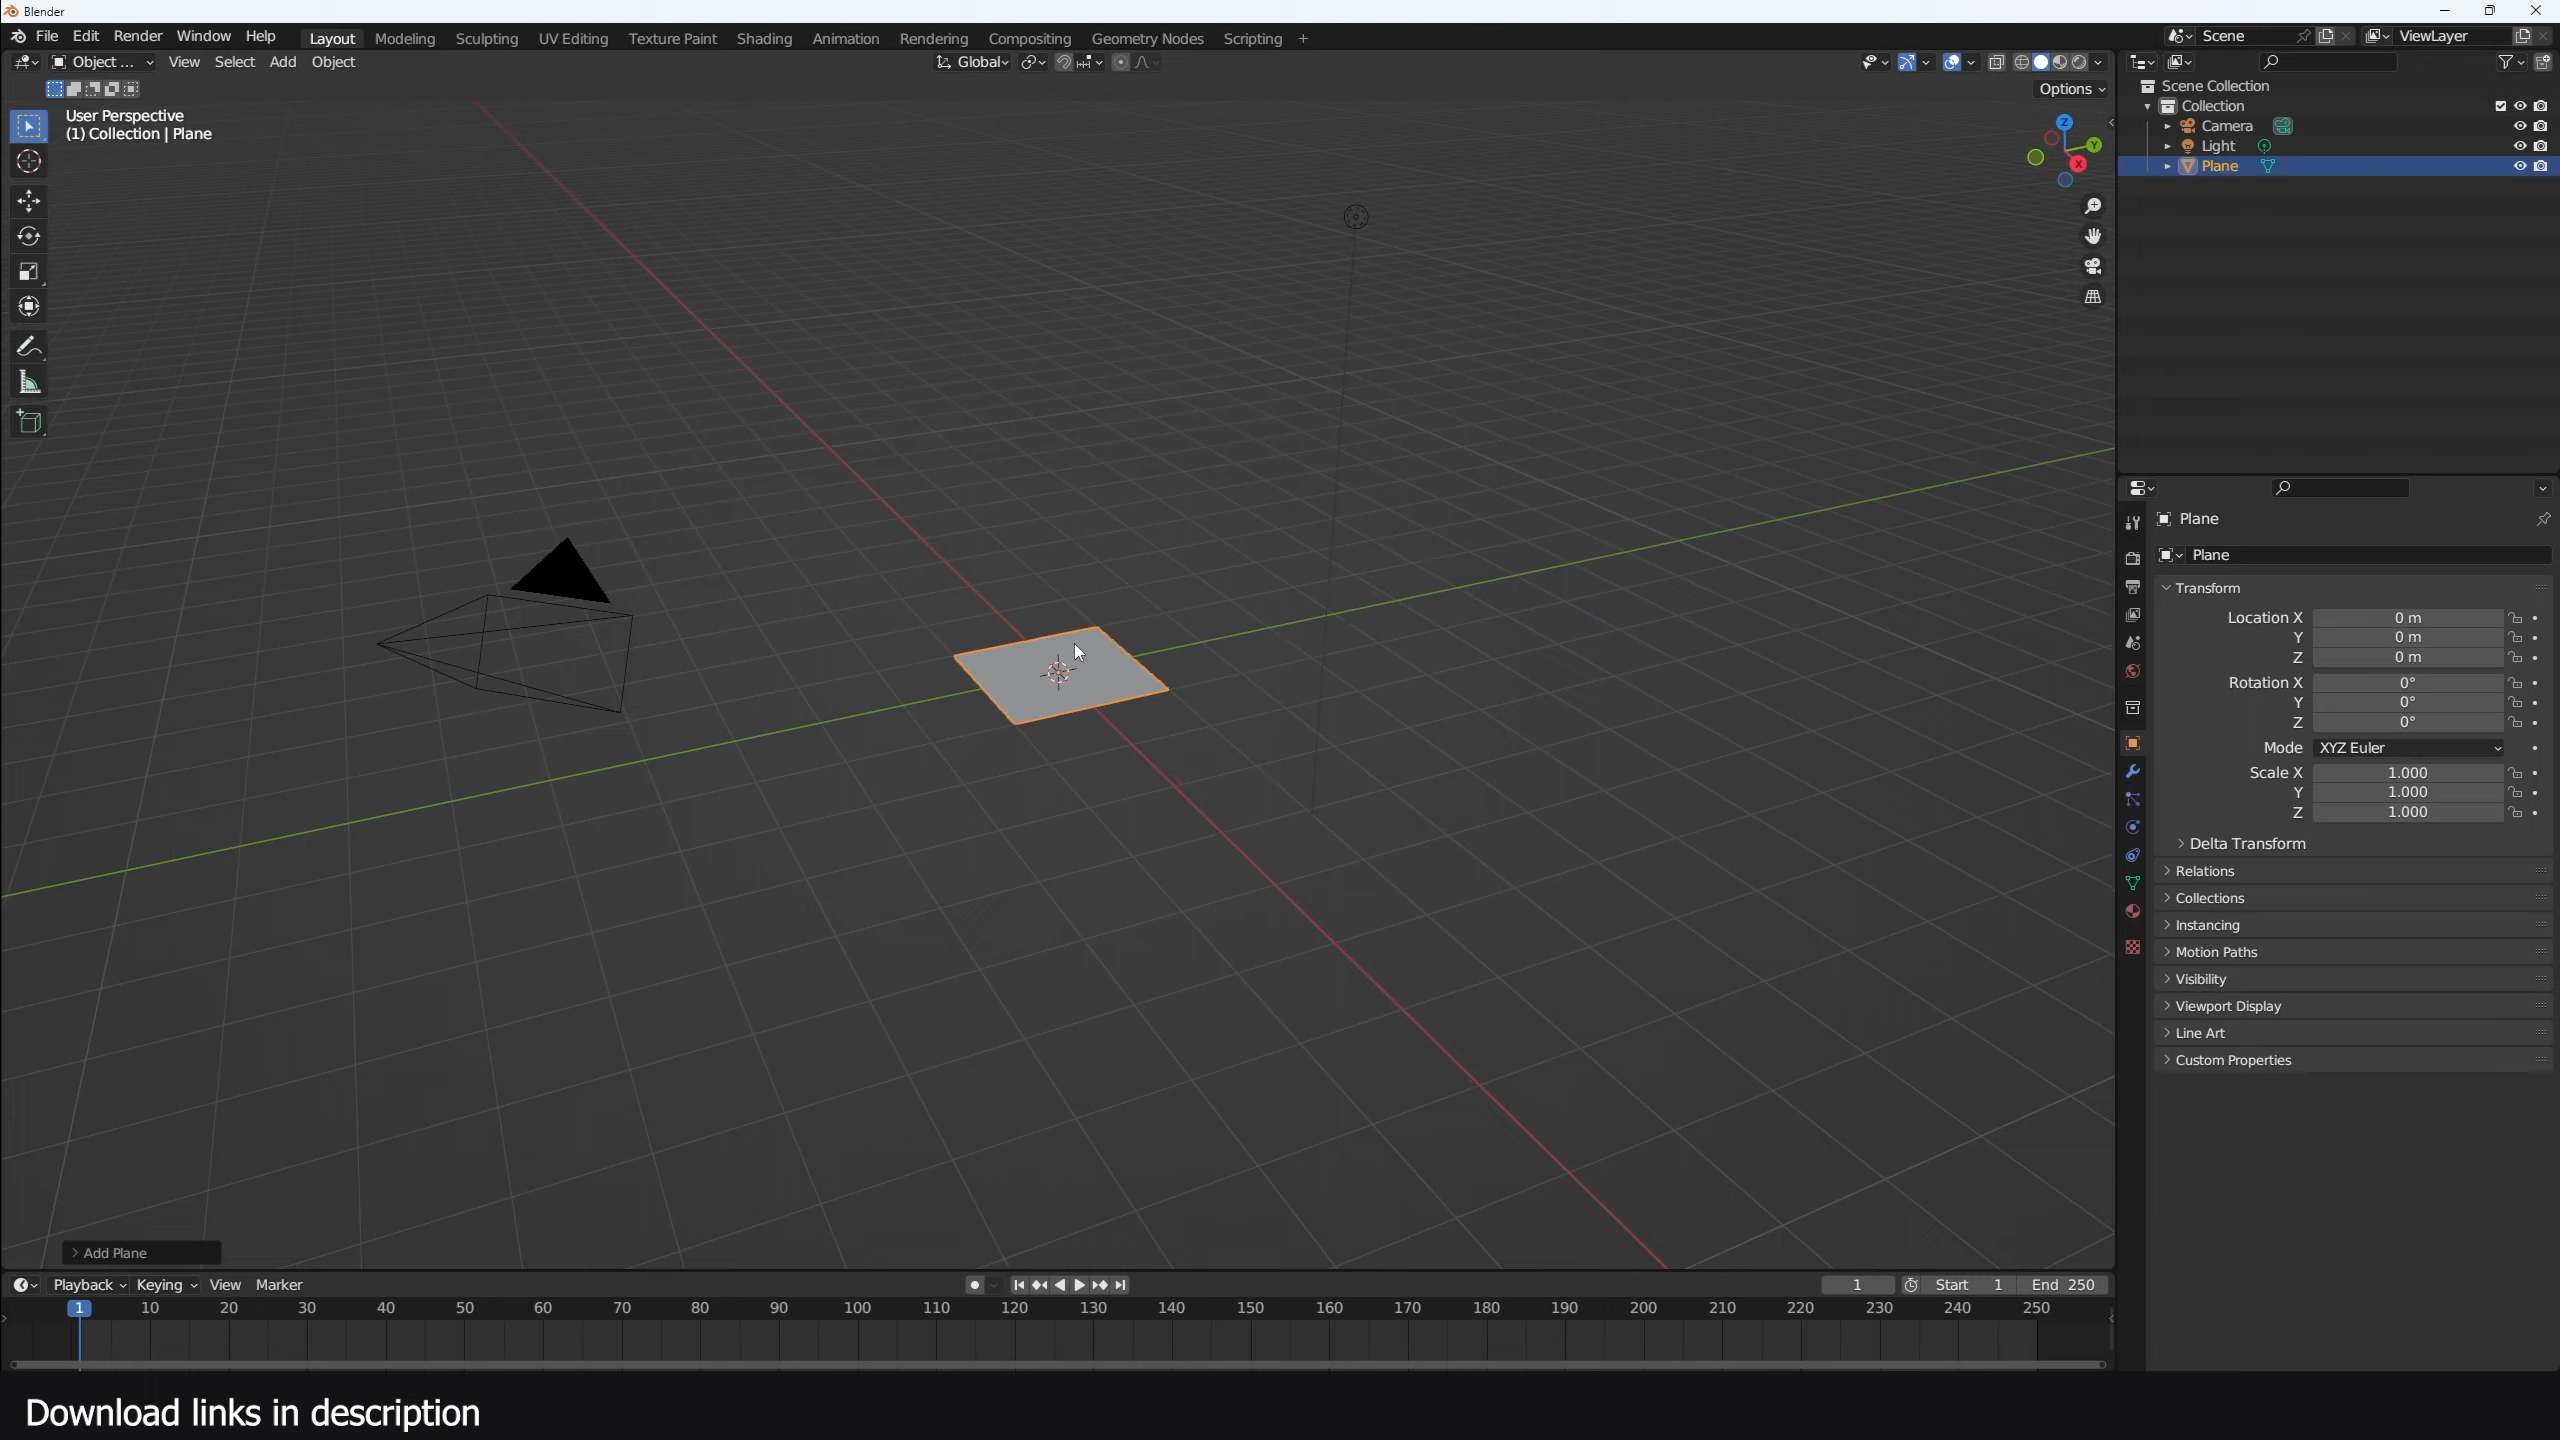 Blender
File Edit Render Window Help Layout Modeling Sculpting UV Editing Texture Paint Shading Animation Rendering Compositing Geometry Nodes Scripting + Scene ViewLayer
Object ... View Select Add Object Global
Options
User Perspective
(1) Collection | Plane
Z
Y
X
Scene Collection
Collection
Camera
Light
Plane
Plane
Plane
Transform
Location X 0 m
Y 0 m
Z 0 m
Rotation X 0°
Y 0°
Z 0°
Mode XYZ Euler
Scale X 1.000
Y 1.000
Z 1.000
Delta Transform
Relations
Collections
Instancing
Motion Paths
Visibility
Viewport Display
Line Art
Custom Properties
Add Plane
Playback Keying View Marker 1 Start 1 End 250
1 10 20 30 40 50 60 70 80 90 100 110 120 130 140 150 160 170 180 190 200 210 220 230 240 250
Download links in description